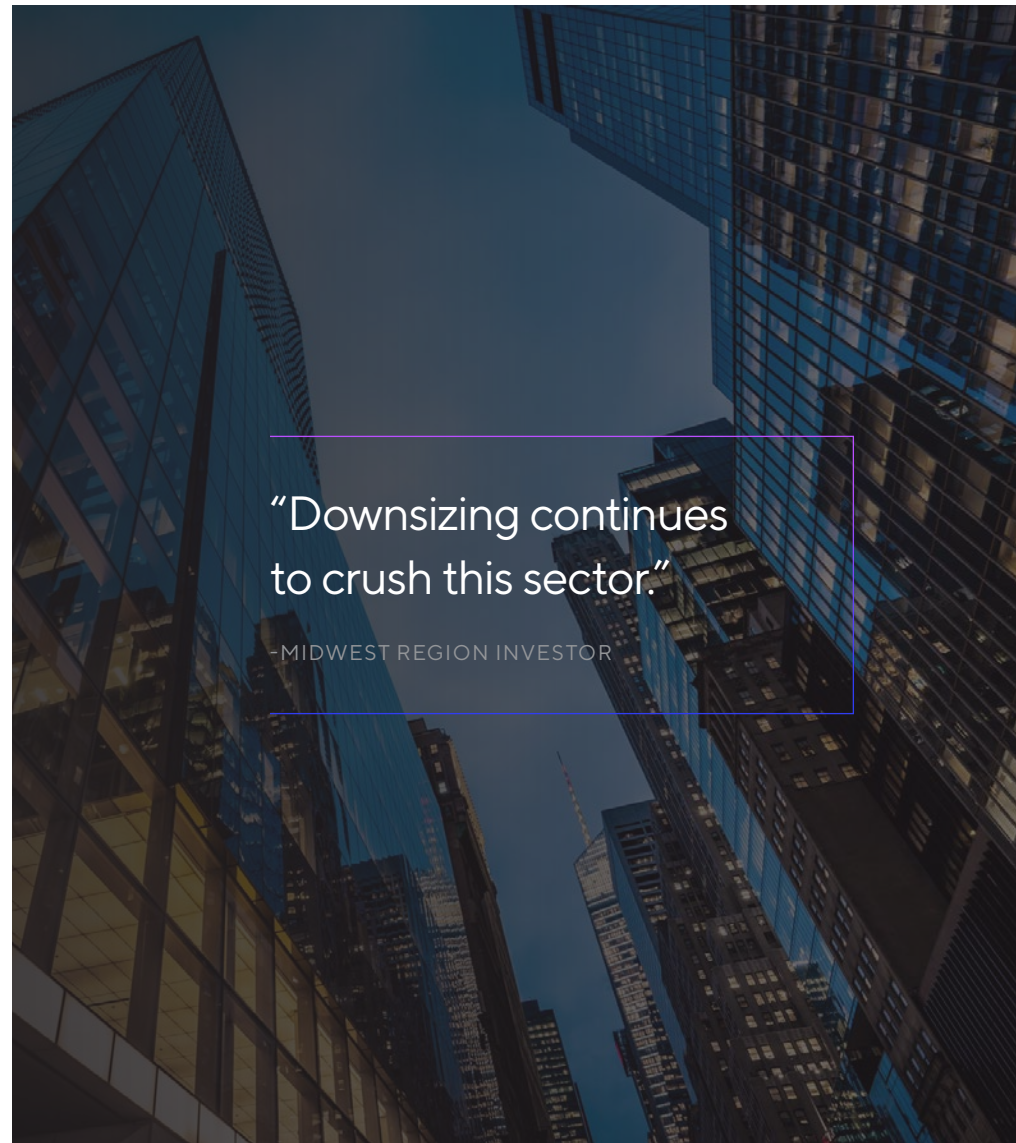 “Downsizing continues
to crush this sector.”
-MIDWEST REGION INVESTOR